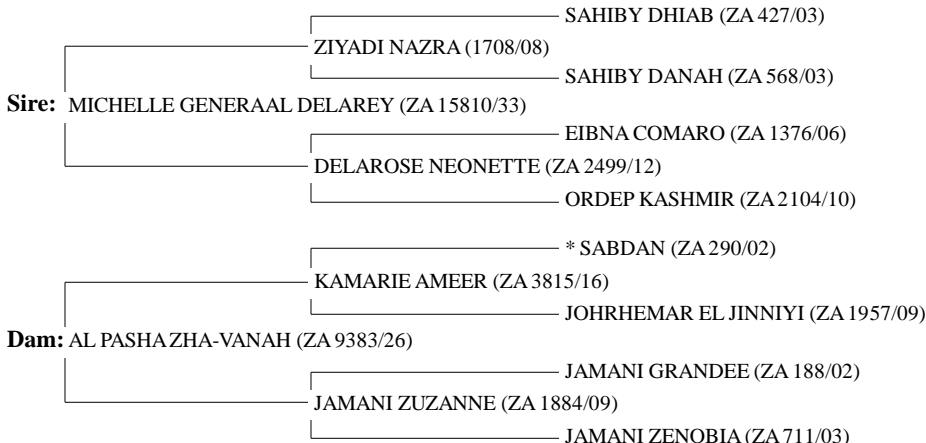 SAHIBY DHIAB (ZA 427/03)
ZIYADI NAZRA (1708/08)
SAHIBY DANAH (ZA 568/03)
Sire: MICHELLE GENERAAL DELAREY (ZA 15810/33)
EIBNA COMARO (ZA 1376/06)
DELAROSE NEONETTE (ZA 2499/12)
ORDEP KASHMIR (ZA 2104/10)
* SABDAN (ZA 290/02)
KAMARIE AMEER (ZA 3815/16)
JOHRHEMAR EL JINNIYI (ZA 1957/09)
Dam: AL PASHA ZHA-VANAH (ZA 9383/26)
JAMANI GRANDEE (ZA 188/02)
JAMANI ZUZANNE (ZA 1884/09)
JAMANI ZENOBIA (ZA 711/03)